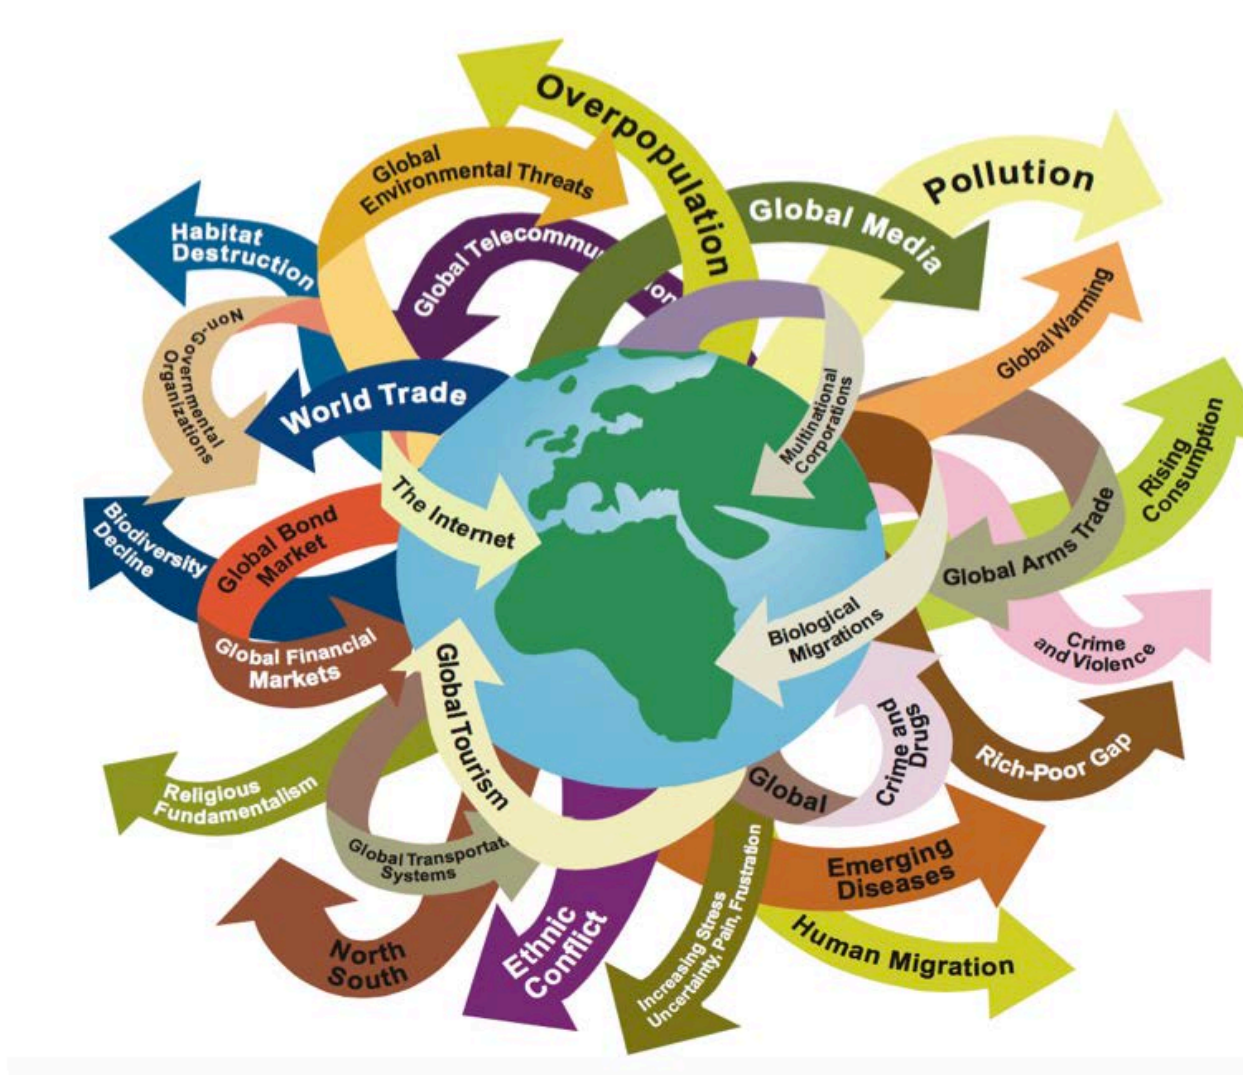 Overpopulation
Global
Environmental Threats
Pollution
Global Media
Habitat
Destruction
Global Telecommu
ion
Global Warming
Non-Governmental
Organizations
World Trade
Multinational
Corporations
Rising
Consumption
The Internet
Biodiversity
Decline
Global Bond
Market
Global Arms Trade
Global Financial
Markets
Biological
Migrations
Crime
and Violence
Global Tourism
Crime and
Drugs
Rich-Poor Gap
Global
Religious
Fundamentalism
Global Transportat
Systems
Emerging
Diseases
North
South
Ethnic
Conflict
Increasing Stress
Uncertainty, Pain, Frustration
Human Migration